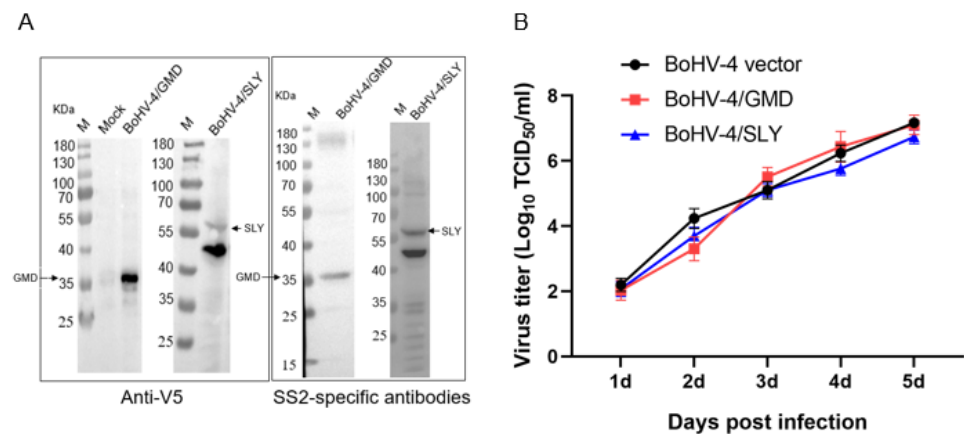 A
KDa
M
Mock
BoHV-4/GMD
180
130
100
70
55
40
35
25
GMD
M
BoHV-4/SLY
180
130
100
70
55
40
35
25
SLY
Anti-V5
KDa
M
BoHV-4/GMD
180
130
100
70
55
40
35
25
15
GMD
M
BoHV-4/SLY
180
130
100
70
55
40
35
25
SLY
SS2-specific antibodies
B
BoHV-4 vector
BoHV-4/GMD
BoHV-4/SLY
Virus titer (Log10 TCID50/ml)
8
6
4
2
0
1d 2d 3d 4d 5d
Days post infection